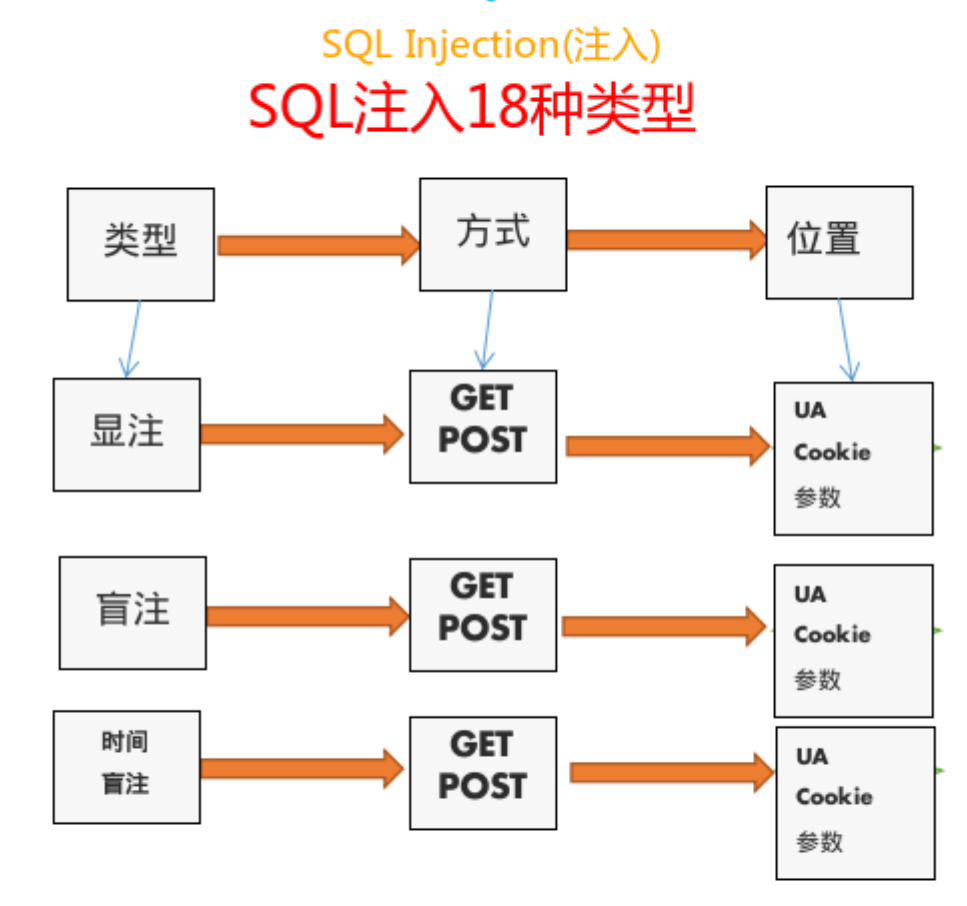 SQL Injection(注入)
SQL注入18种类型
类型
方式
位置
显注
GET
POST
UA
Cookie
参数
盲注
GET
POST
UA
Cookie
参数
时间
盲注
GET
POST
UA
Cookie
参数